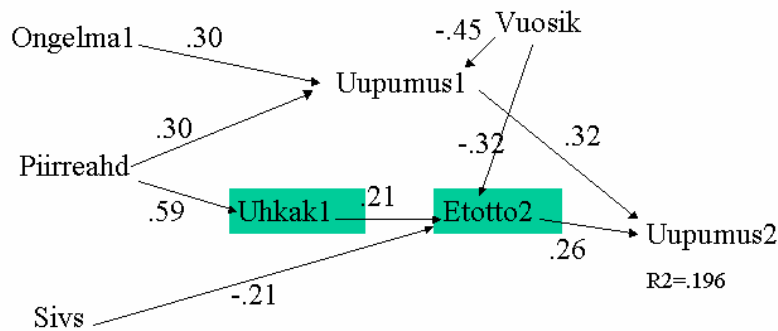 Ongelma1
.30
-.45
Vuosik
Uupumus1
.30
-.32
.32
Piirreahd
.59
Uhkak1
.21
Etotto2
.26
Uupumus2
R2=.196
-.21
Sivs